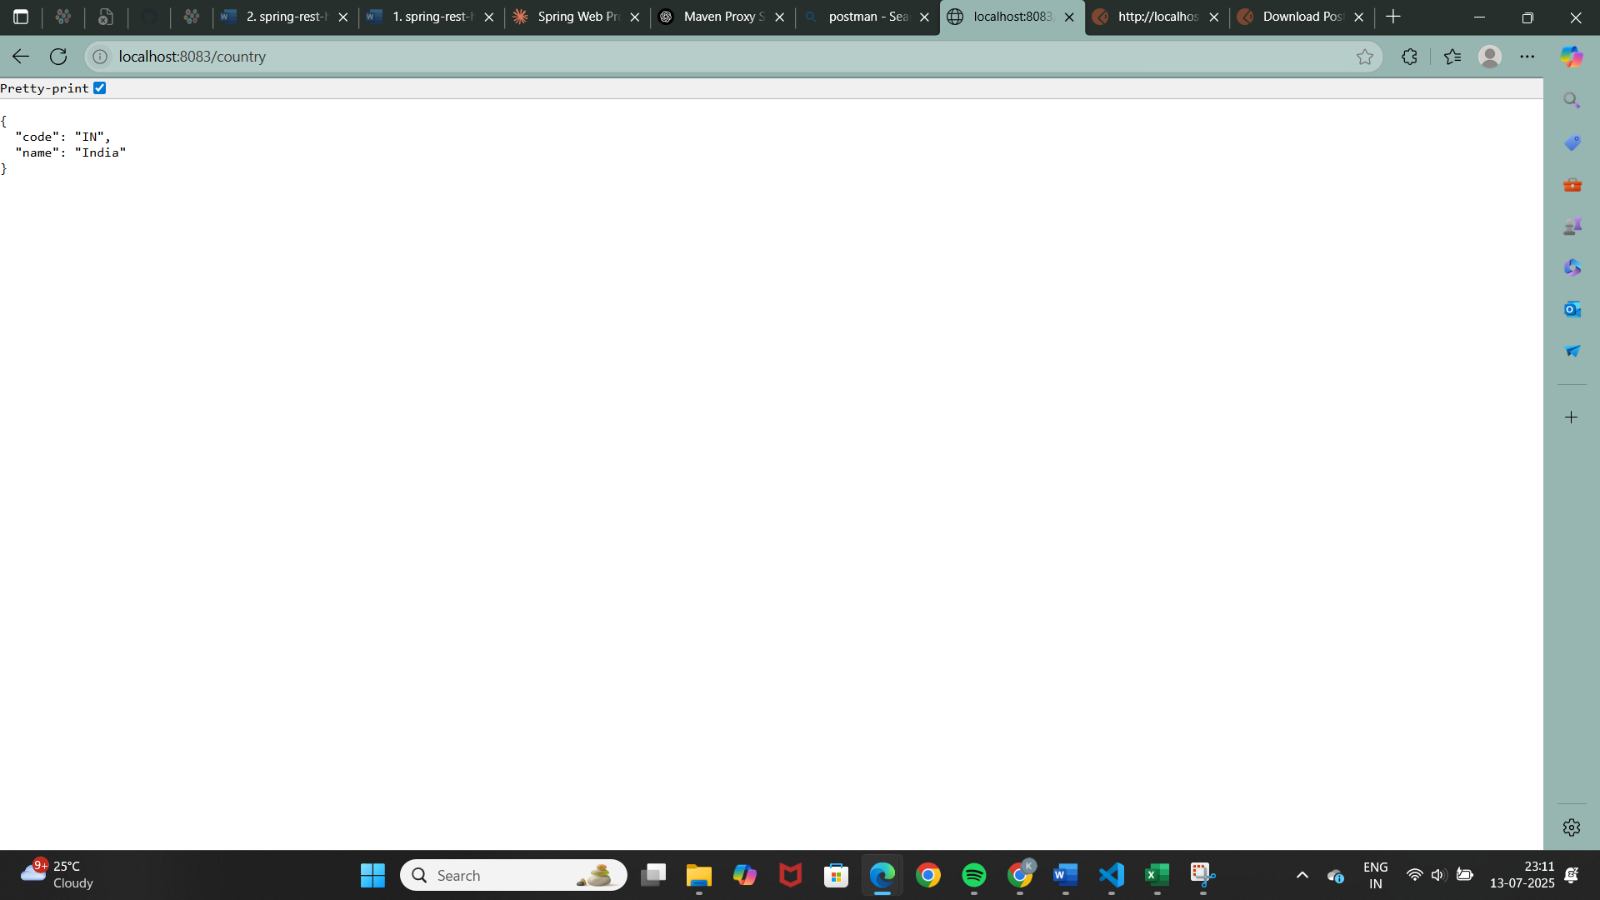 2. spring-rest-h
1. spring-rest-h
Spring Web Pro
Maven Proxy S
postman - Sea
localhost:8083
http://localhos
Download Pos
localhost:8083/country
Pretty-print
{
"code": "IN",
"name": "India"
}
9+
25°C
Cloudy
Search
K
ENG
IN
23:11
13-07-2025